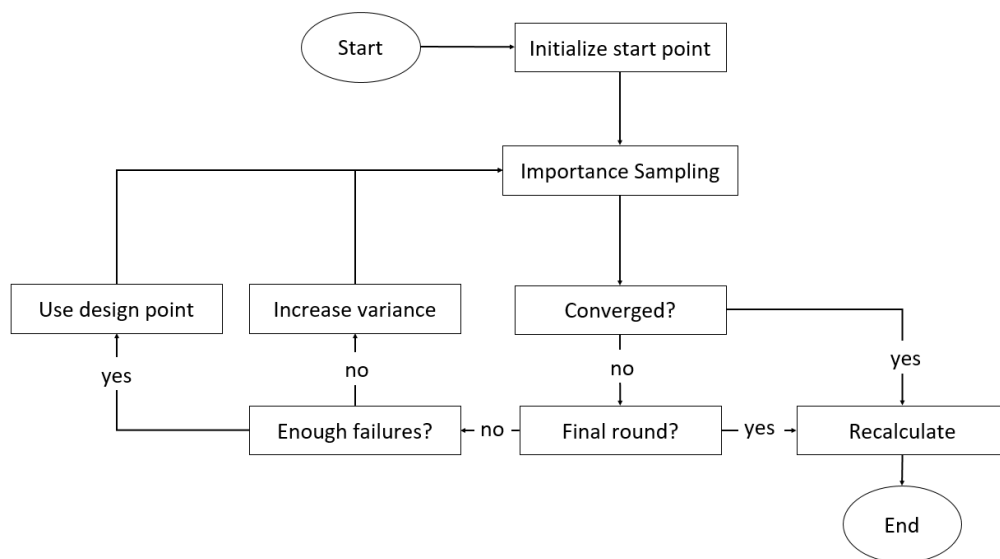 Start
Initialize start point
Importance Sampling
Use design point
Increase variance
Converged?
yes
no
no
yes
Enough failures?
no
Final round?
yes
Recalculate
End